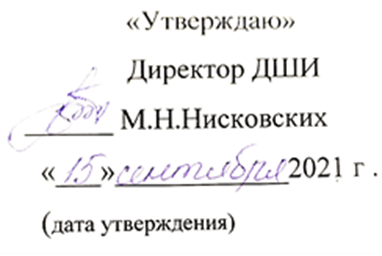 «Утверждаю»
Директор ДШИ
М.Н.Нисковских
«15» сентября 2021 г .
(дата утверждения)